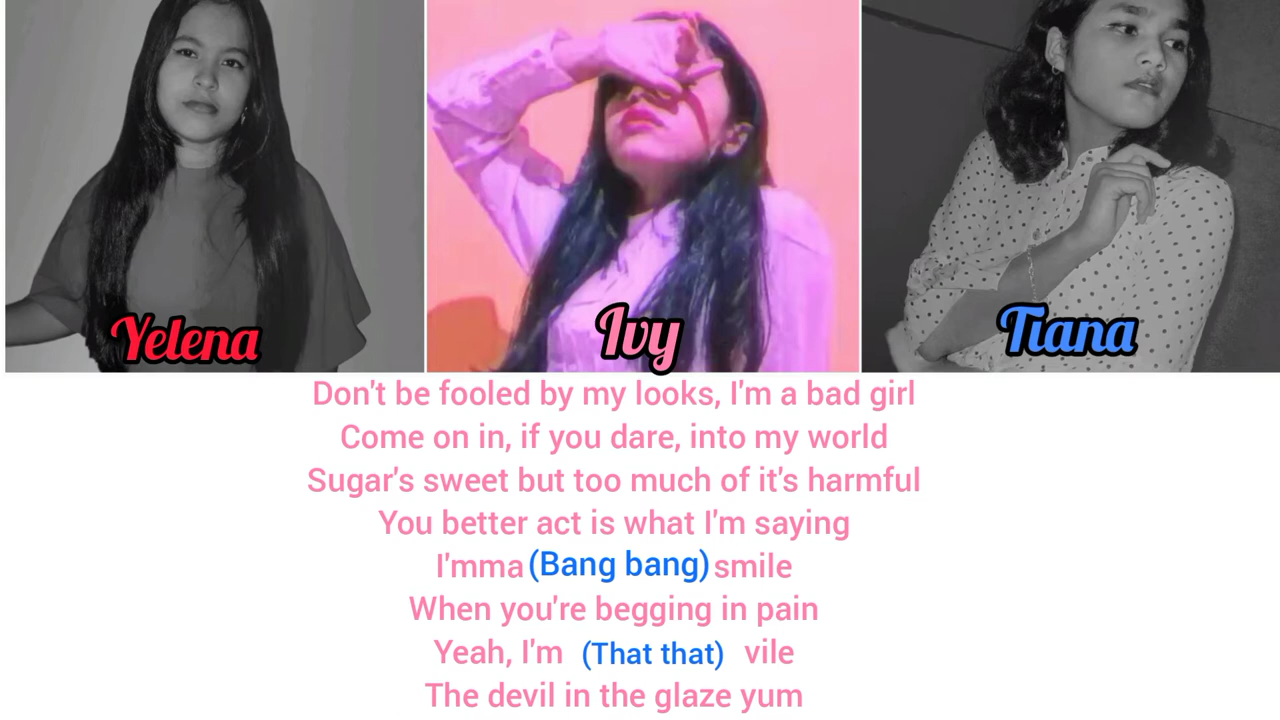 Yelena
Ivy
Tiana
Don't be fooled by my looks, I'm a bad girl
Come on in, if you dare, into my world
Sugar's sweet but too much of it's harmful
You better act is what I'm saying
I'mma (Bang bang) smile
When you're begging in pain
Yeah, I'm (That that) vile
The devil in the glaze yum